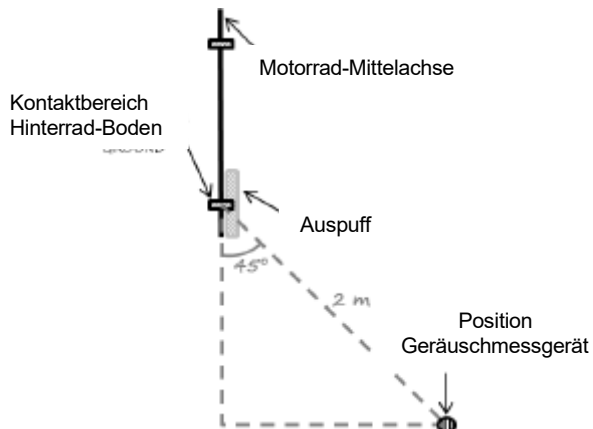 Motorrad-Mittelachse
Kontaktbereich
Hinterrad-Boden
Auspuff
45°
2 m
Position
Geräuschmessgerät